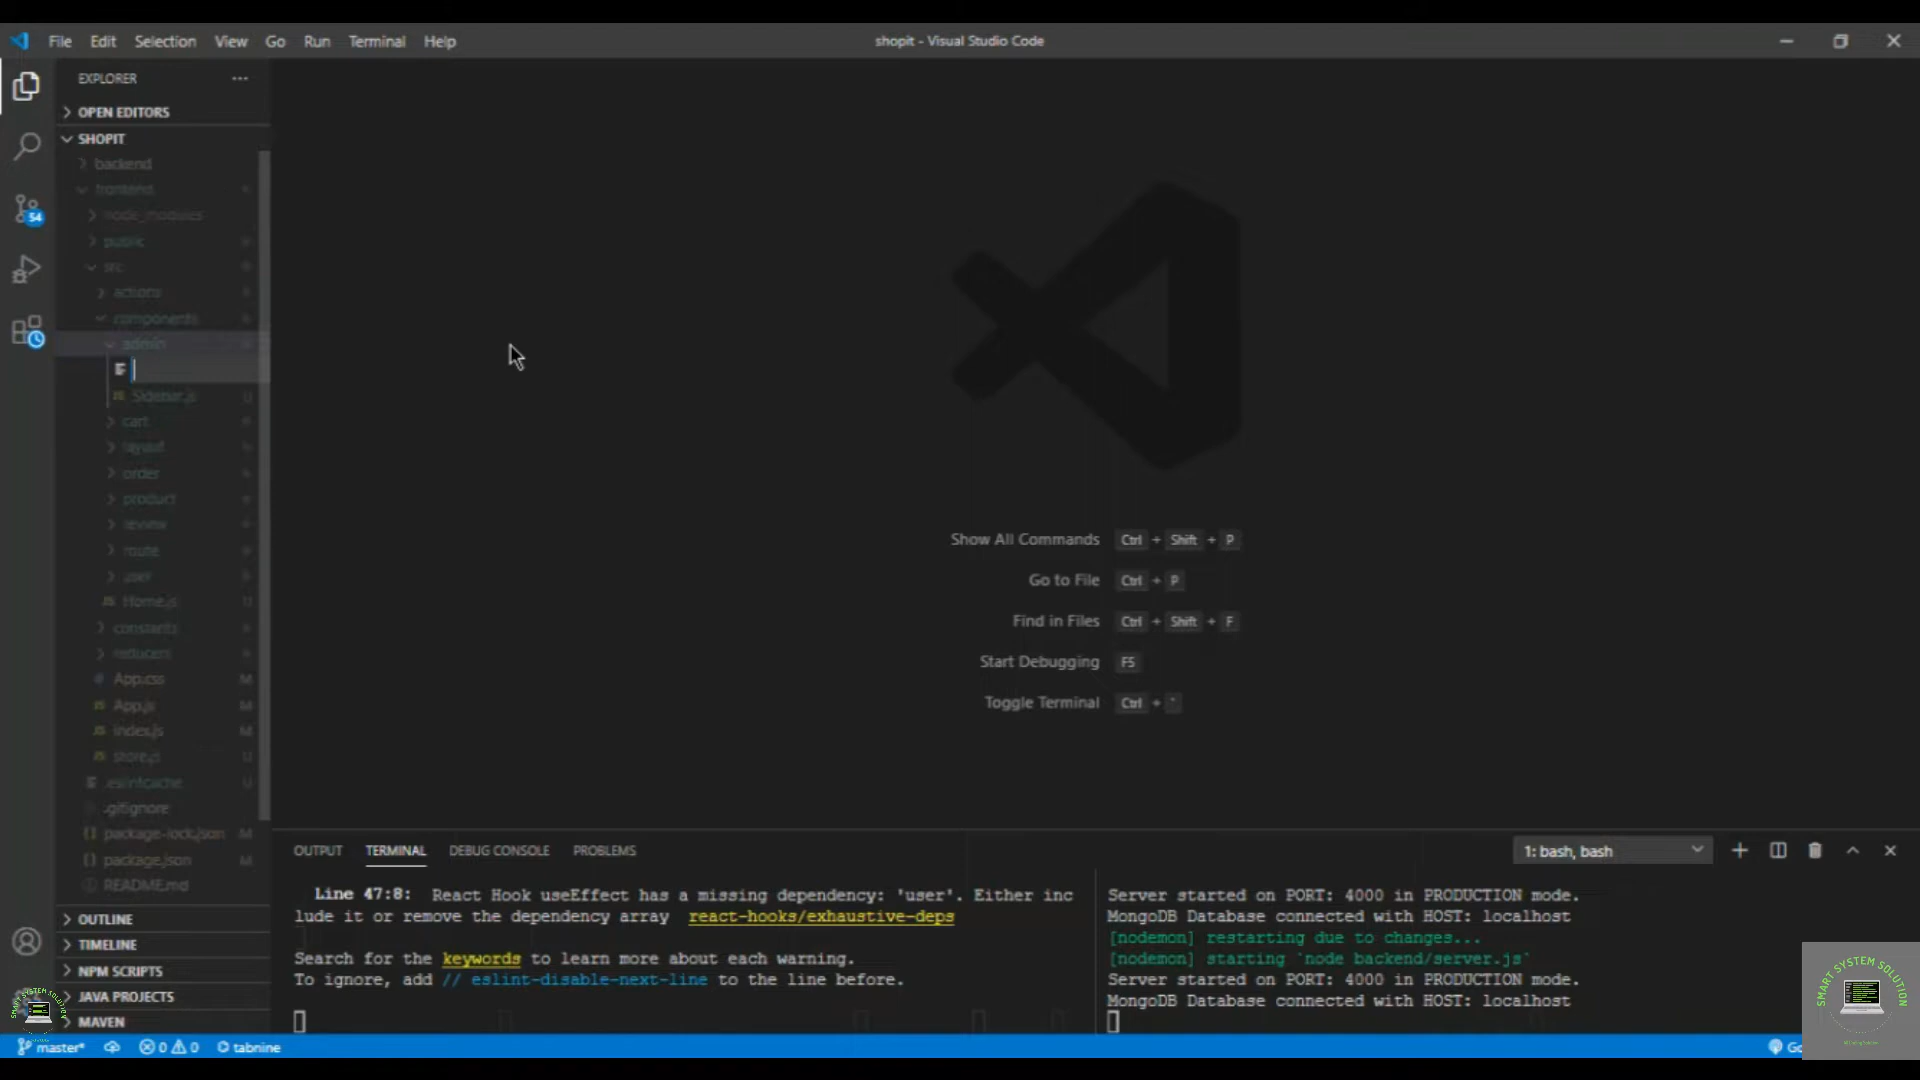 File Edit Selection View Go Run Terminal Help
shopit - Visual Studio Code
EXPLORER
OPEN EDITORS
SHOPIT
backend
frontend
node_modules
public
src
actions
components
admin
Sidebar.js U
cart
layout
order
product
review
route
user
Home.js U
constants
reducers
App.css M
App.js M
index.js M
store.js U
.eslintcache U
.gitignore
package-lock.json M
package.json M
README.md
OUTLINE
TIMELINE
NPM SCRIPTS
JAVA PROJECTS
MAVEN
54
Show All Commands Ctrl + Shift + P
Go to File Ctrl + P
Find in Files Ctrl + Shift + F
Start Debugging F5
Toggle Terminal Ctrl + `
OUTPUT TERMINAL DEBUG CONSOLE PROBLEMS
1: bash, bash
Line 47:8: React Hook useEffect has a missing dependency: 'user'. Either inc
lude it or remove the dependency array react-hooks/exhaustive-deps
Search for the keywords to learn more about each warning.
To ignore, add // eslint-disable-next-line to the line before.
Server started on PORT: 4000 in PRODUCTION mode.
MongoDB Database connected with HOST: localhost
[nodemon] restarting due to changes...
[nodemon] starting `node backend/server.js`
Server started on PORT: 4000 in PRODUCTION mode.
MongoDB Database connected with HOST: localhost
master* 0 0 tabnine
Go
SMART SYSTEM SOLUTION
SMART SYSTEM SOLUTION